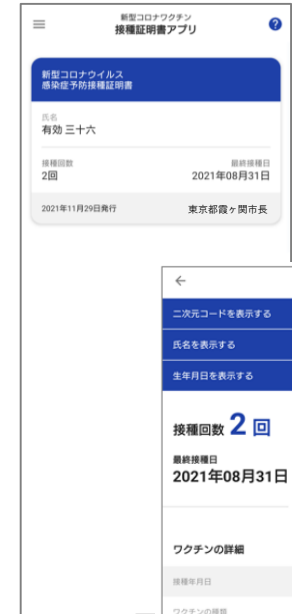 新型コロナワクチン
接種証明書アプリ
?
新型コロナウイルス
感染症予防接種証明書
氏名
有効 三十六
接種回数
最終接種日
2回
2021年08月31日
2021年11月29日発行
東京都霞ヶ関市長
二次元コードを表示する
氏名を表示する
生年月日を表示する
接種回数 2 回
最終接種日
2021年08月31日
ワクチンの詳細
接種年月日
ワクチンの種類